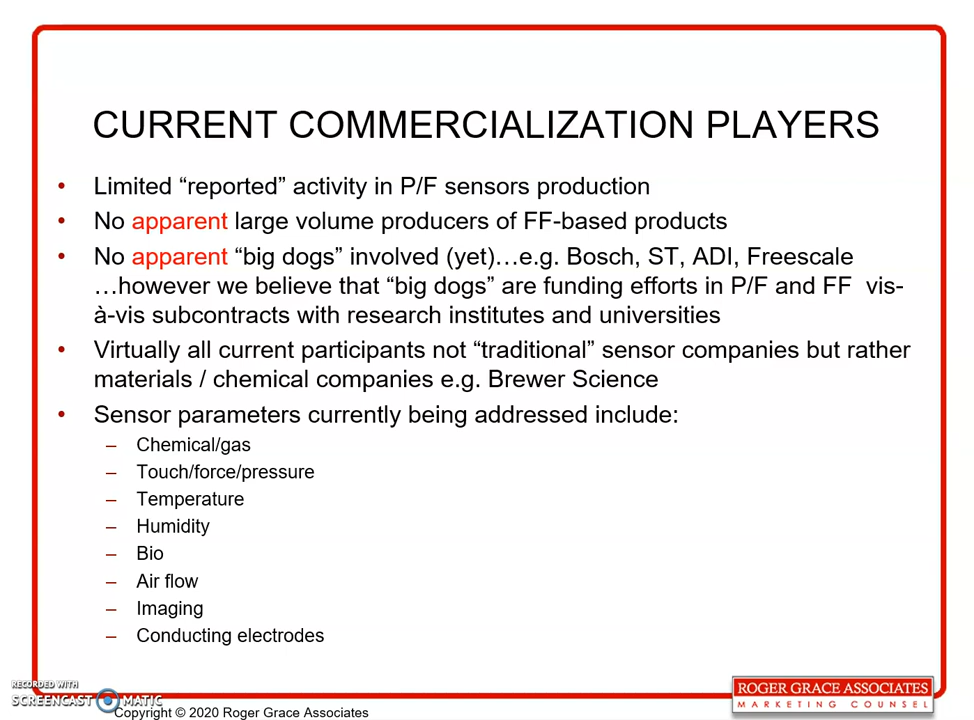 CURRENT COMMERCIALIZATION PLAYERS
• Limited “reported” activity in P/F sensors production
• No apparent large volume producers of FF-based products
• No apparent “big dogs” involved (yet)…e.g. Bosch, ST, ADI, Freescale
…however we believe that “big dogs” are funding efforts in P/F and FF vis-
à-vis subcontracts with research institutes and universities
• Virtually all current participants not “traditional” sensor companies but rather
materials / chemical companies e.g. Brewer Science
• Sensor parameters currently being addressed include:
– Chemical/gas
– Touch/force/pressure
– Temperature
– Humidity
– Bio
– Air flow
– Imaging
– Conducting electrodes
RECORDED WITH
SCREENCAST MATIC
Copyright © 2020 Roger Grace Associates
ROGER GRACE ASSOCIATES
MARKETING COUNSEL